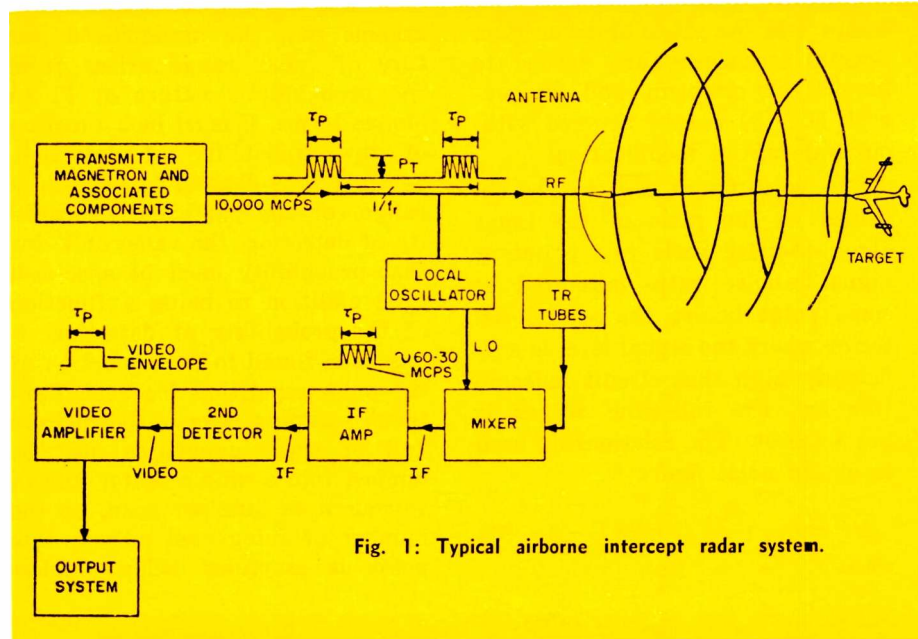 ANTENNA
τP
τP
TRANSMITTER
MAGNETRON AND
ASSOCIATED
COMPONENTS
PT
RF
10,000 MCPS
1/fr
TARGET
LOCAL
OSCILLATOR
TR
TUBES
τP
τP
VIDEO
ENVELOPE
~60-30
MCPS
L.O
VIDEO
AMPLIFIER
2ND
DETECTOR
IF
AMP
MIXER
VIDEO
IF
IF
OUTPUT
SYSTEM
Fig. 1: Typical airborne intercept radar system.